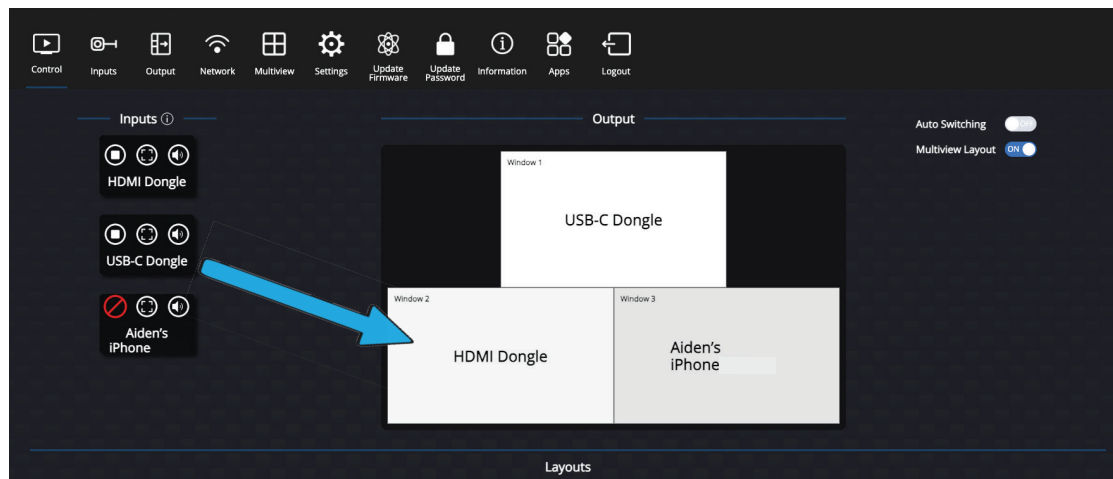 Control
Inputs
Output
Network
Multiview
Settings
Update
Firmware
Update
Password
Information
Apps
Logout
Inputs
Output
Auto Switching OFF
Multiview Layout ON
HDMI Dongle
USB-C Dongle
Aiden's
iPhone
Window 1
USB-C Dongle
Window 2
HDMI Dongle
Window 3
Aiden's
iPhone
Layouts